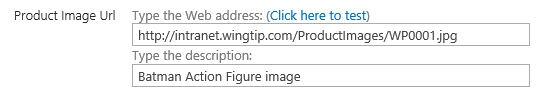 Product Image Url
Type the Web address: (Click here to test)
http://intranet.wingtip.com/ProductImages/WP0001.jpg
Type the description:
Batman Action Figure image